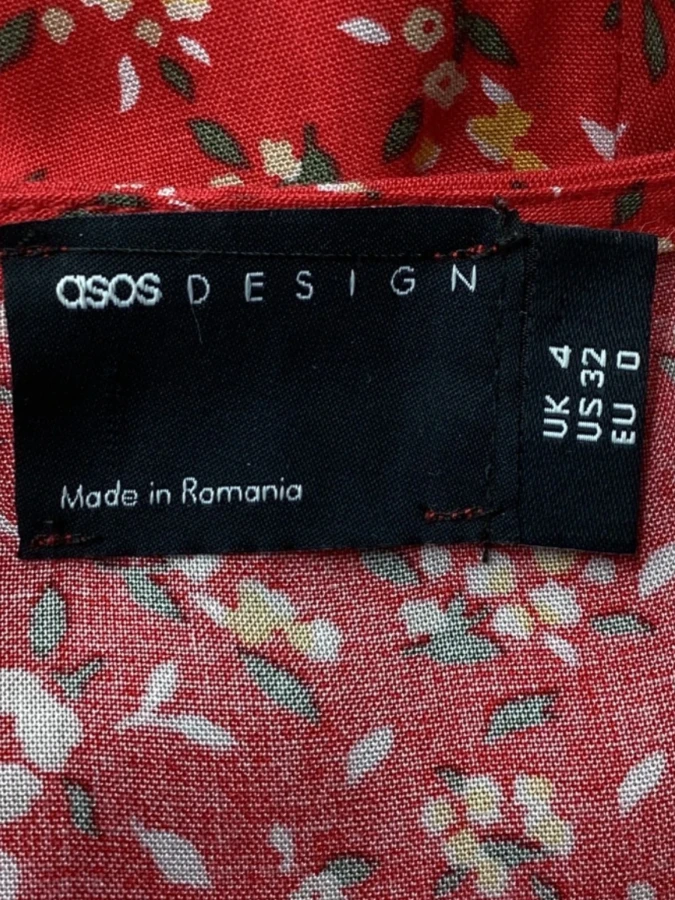 asos DESIGN
Made in Romania
UK 4
US 32
EU 0